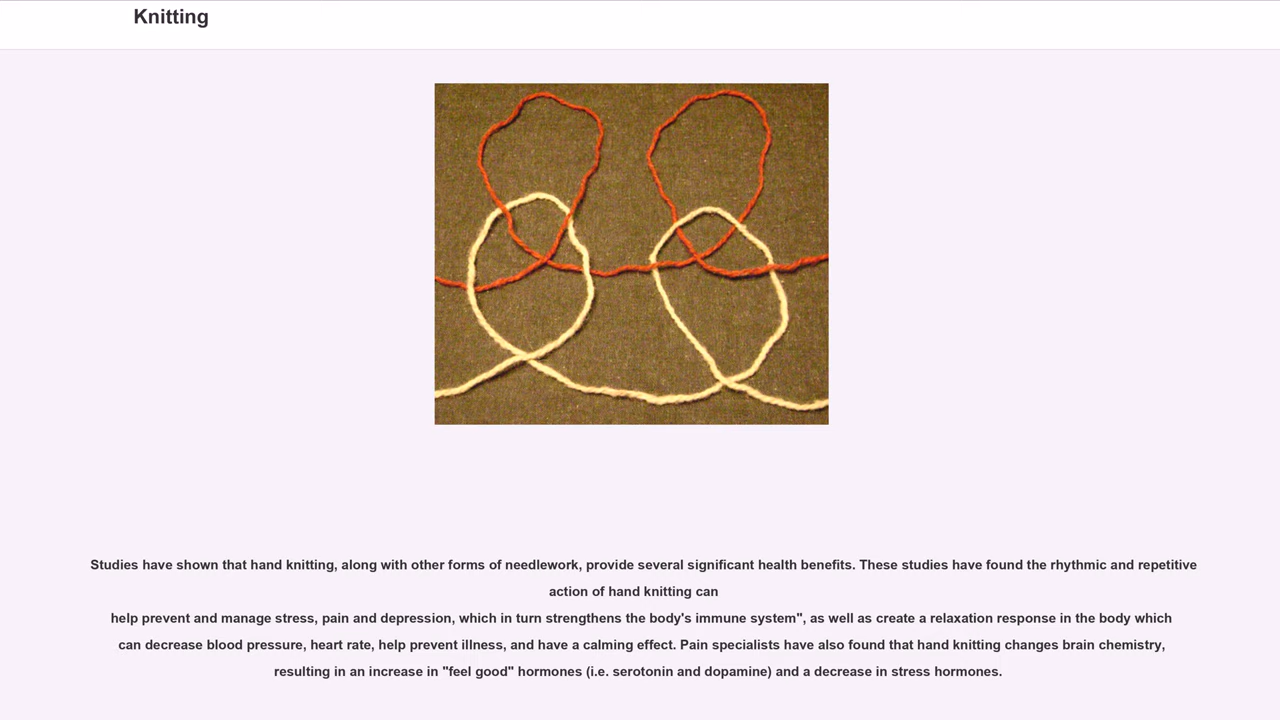 Knitting
Studies have shown that hand knitting, along with other forms of needlework, provide several significant health benefits. These studies have found the rhythmic and repetitive
action of hand knitting can
help prevent and manage stress, pain and depression, which in turn strengthens the body's immune system", as well as create a relaxation response in the body which
can decrease blood pressure, heart rate, help prevent illness, and have a calming effect. Pain specialists have also found that hand knitting changes brain chemistry,
resulting in an increase in "feel good" hormones (i.e. serotonin and dopamine) and a decrease in stress hormones.